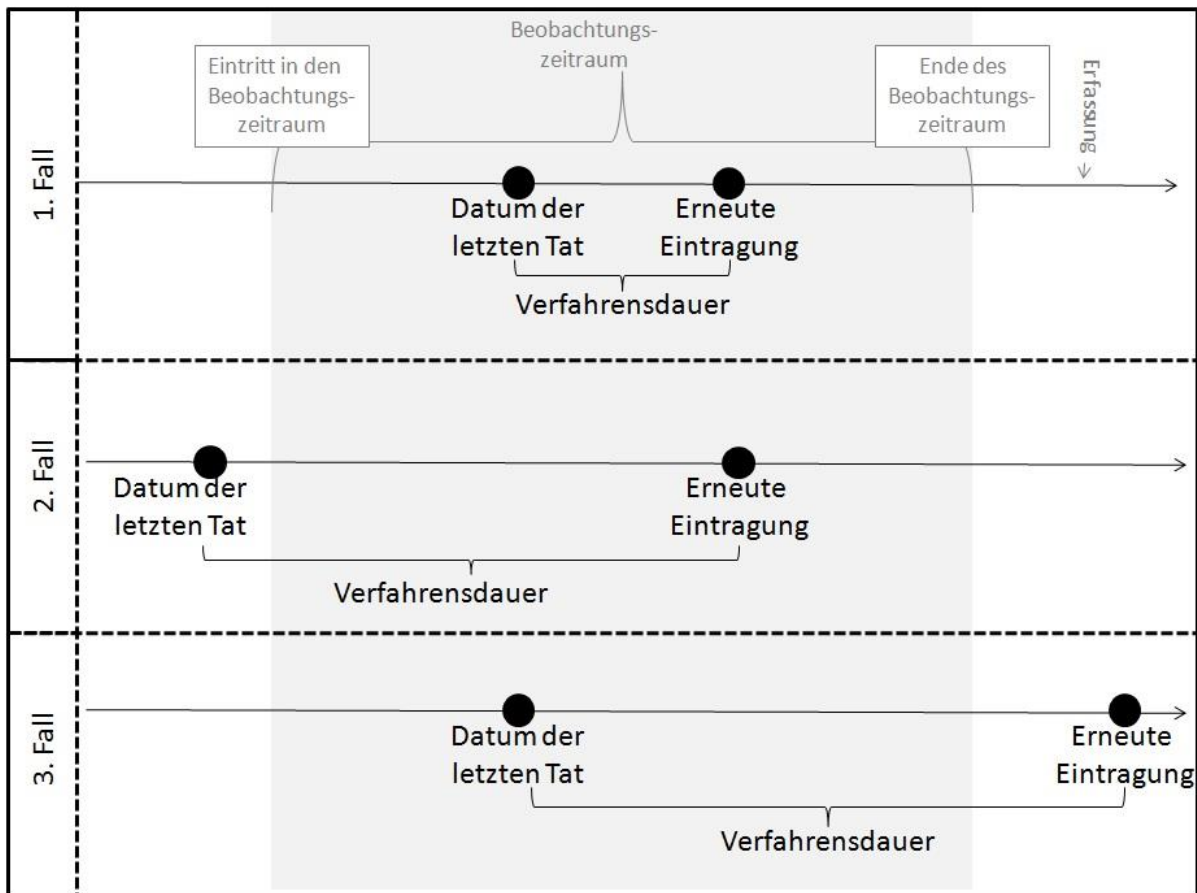 Beobachtungs-
zeitraum
Eintritt in den
Beobachtungs-
zeitraum
Ende des
Beobachtungs-
zeitraum
Erfassung
1. Fall
Datum der
letzten Tat
Erneute
Eintragung
Verfahrensdauer
2. Fall
Datum der
letzten Tat
Erneute
Eintragung
Verfahrensdauer
3. Fall
Datum der
letzten Tat
Erneute
Eintragung
Verfahrensdauer